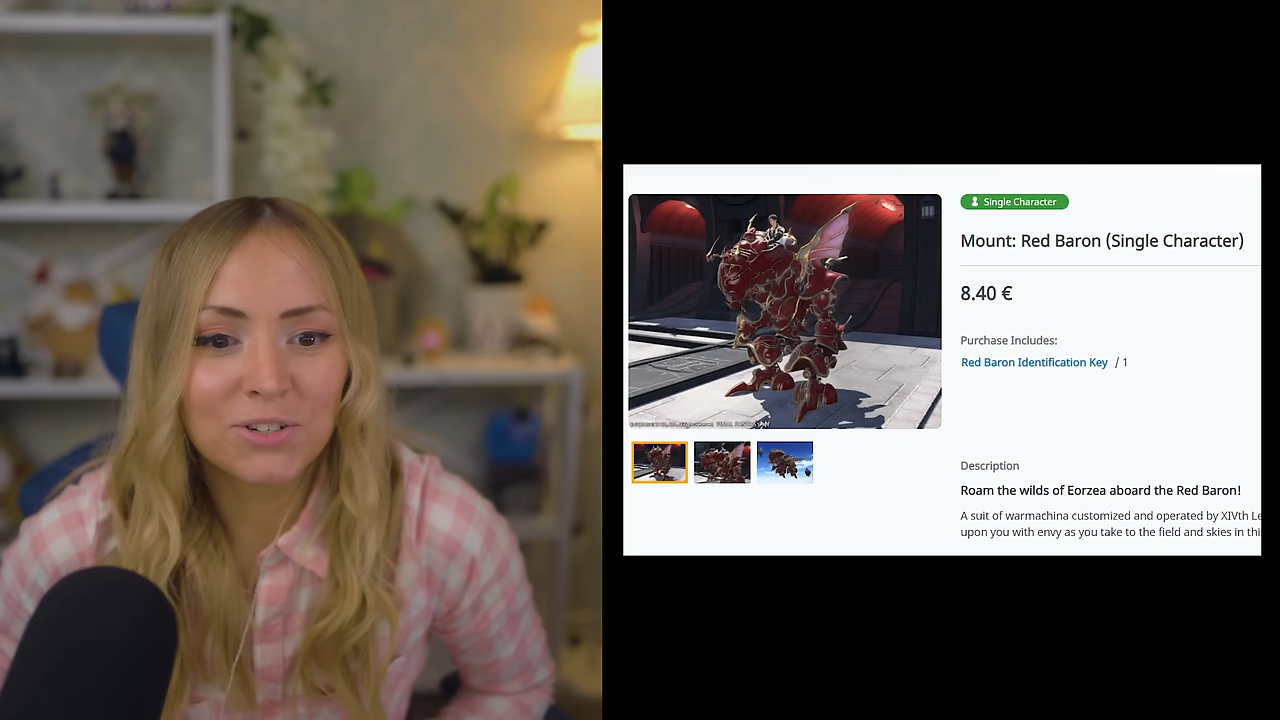 Single Character
Mount: Red Baron (Single Character)
8.40 €
Purchase Includes:
Red Baron Identification Key / 1
Description
Roam the wilds of Eorzea aboard the Red Baron!
A suit of warmachina customized and operated by XIVth Le
upon you with envy as you take to the field and skies in thi